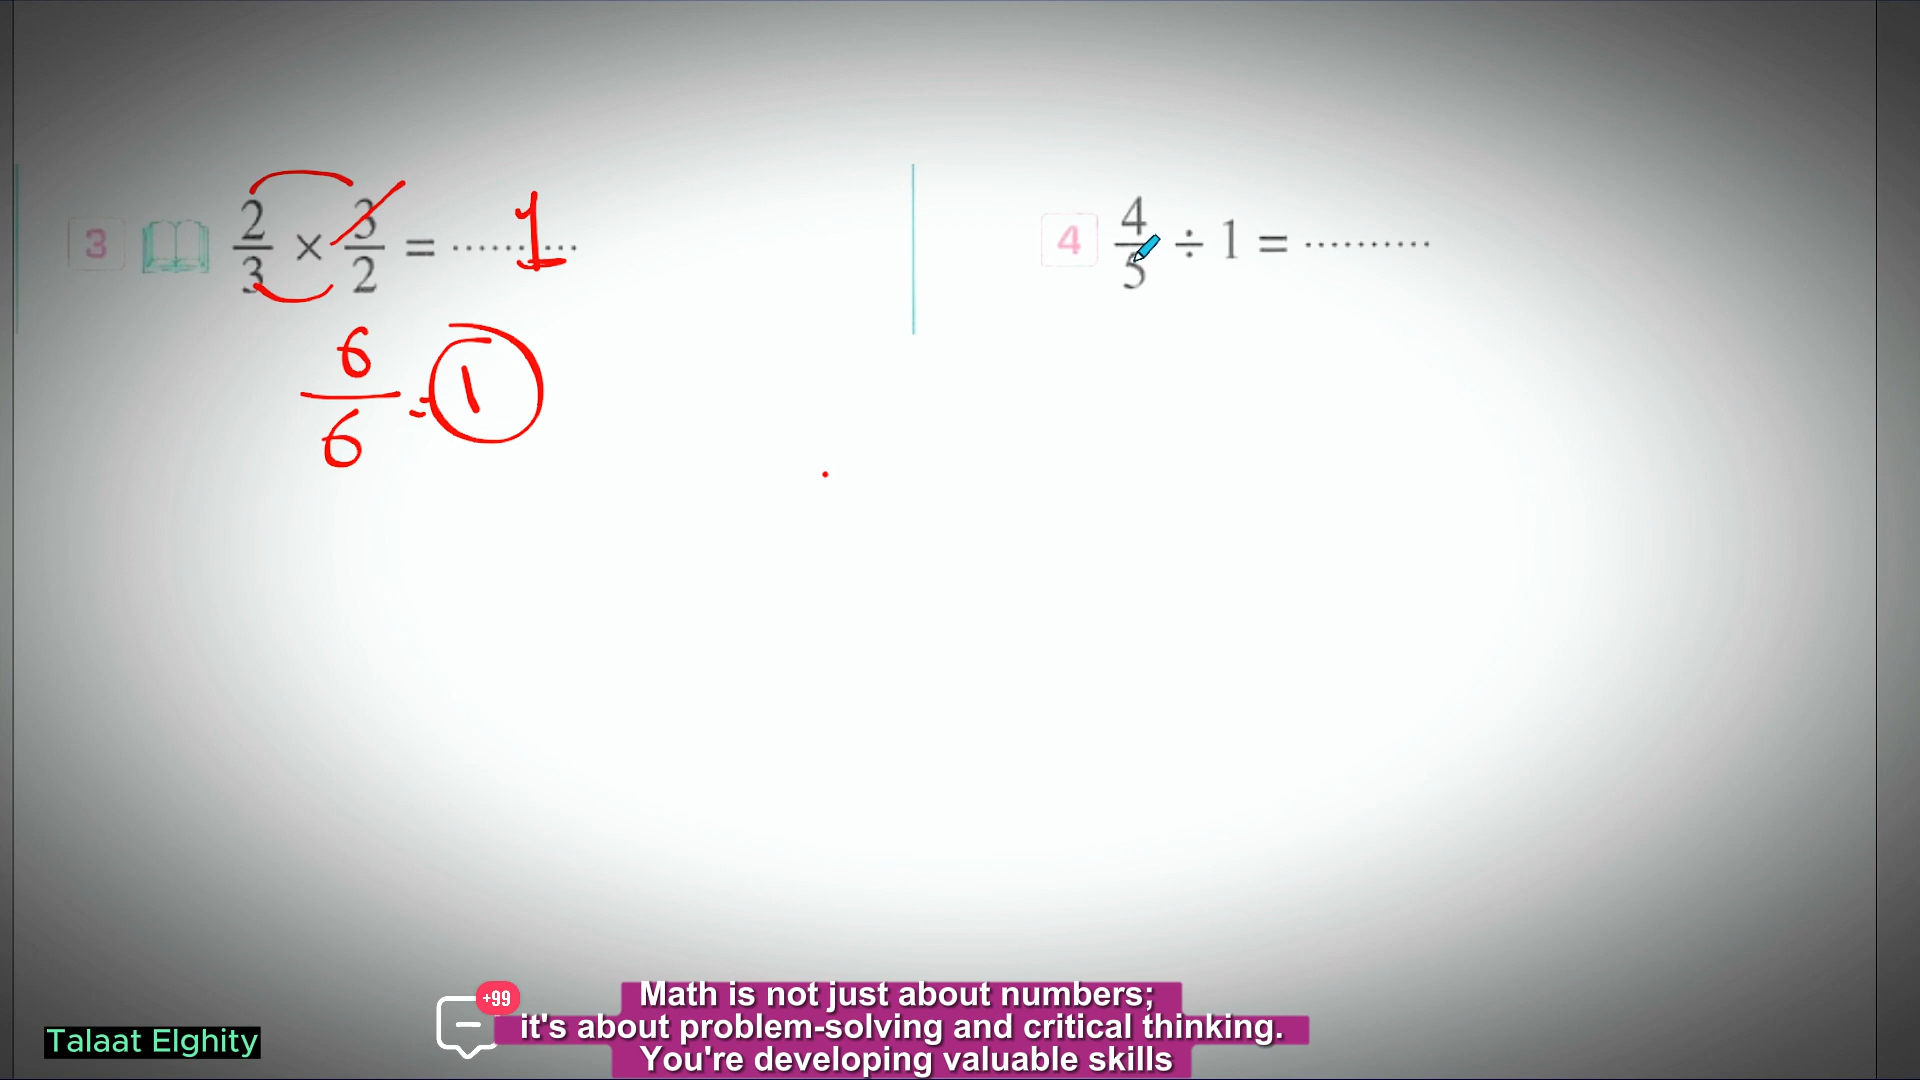 3 2/3 × 3/2 = .......... 1
6/6 = 1
4 4/5 ÷ 1 = ..........
+99
Math is not just about numbers;
it's about problem-solving and critical thinking.
You're developing valuable skills
Talaat Elghity